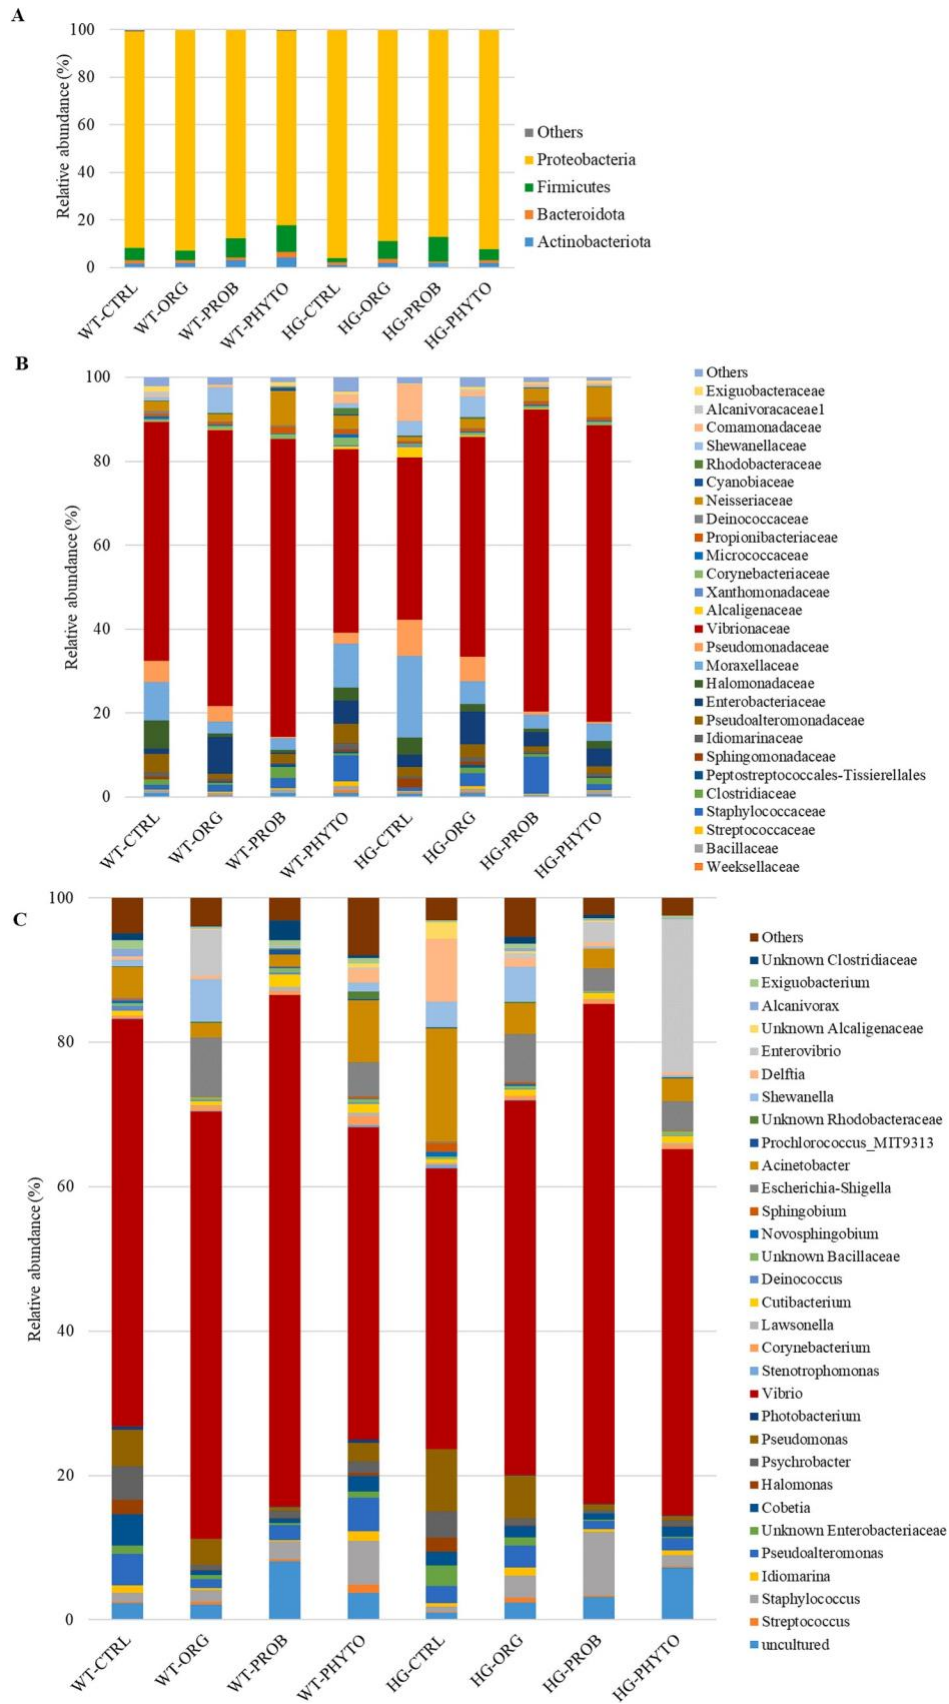 A
100
80
60
40
20
0
Relative abundance (%)
WT-CTRL
WT-ORG
WT-PROB
WT-PHYTO
HG-CTRL
HG-ORG
HG-PROB
HG-PHYTO
Others
Proteobacteria
Firmicutes
Bacteroidota
Actinobacteriota
B
100
80
60
40
20
0
Relative abundance (%)
WT-CTRL
WT-ORG
WT-PROB
WT-PHYTO
HG-CTRL
HG-ORG
HG-PROB
HG-PHYTO
Others
Exiguobacteraceae
Alcanivoracaceae1
Comamonadaceae
Shewanellaceae
Rhodobacteraceae
Cyanobiaceae
Neisseriaceae
Deinococcaceae
Propionibacteriaceae
Micrococcaceae
Corynebacteriaceae
Xanthomonadaceae
Alcaligenaceae
Vibrionaceae
Pseudomonadaceae
Moraxellaceae
Halomonadaceae
Enterobacteriaceae
Pseudoalteromonadaceae
Idiomarinaceae
Sphingomonadaceae
Peptostreptococcales-Tissierellales
Clostridiaceae
Staphylococcaceae
Streptococcaceae
Bacillaceae
Weeksellaceae
C
100
80
60
40
20
0
Relative abundance (%)
WT-CTRL
WT-ORG
WT-PROB
WT-PHYTO
HG-CTRL
HG-ORG
HG-PROB
HG-PHYTO
Others
Unknown Clostridiaceae
Exiguobacterium
Alcanivorax
Unknown Alcaligenaceae
Enterovibrio
Delftia
Shewanella
Unknown Rhodobacteraceae
Prochlorococcus_MIT9313
Acinetobacter
Escherichia-Shigella
Sphingobium
Novosphingobium
Unknown Bacillaceae
Deinococcus
Cutibacterium
Lawsonella
Corynebacterium
Stenotrophomonas
Vibrio
Photobacterium
Pseudomonas
Psychrobacter
Halomonas
Cobetia
Unknown Enterobacteriaceae
Pseudoalteromonas
Idiomarina
Staphylococcus
Streptococcus
uncultured